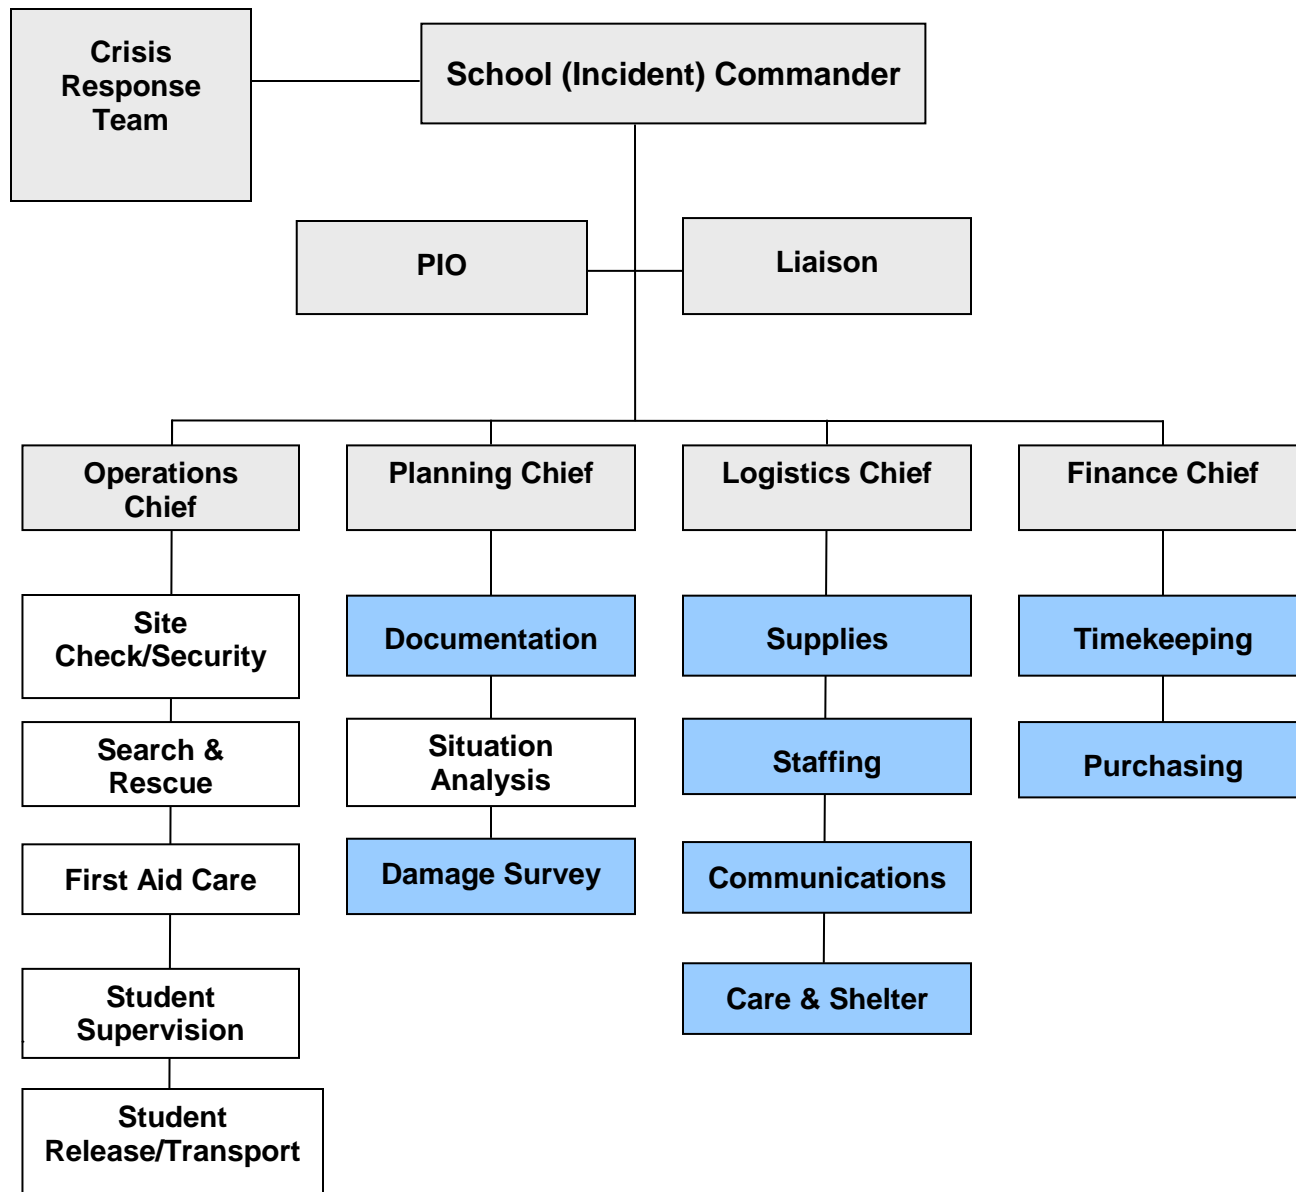 Crisis
Response
Team
School (Incident) Commander
PIO
Liaison
Operations
Chief
Planning Chief
Logistics Chief
Finance Chief
Site
Check/Security
Documentation
Supplies
Timekeeping
Search &
Rescue
Situation
Analysis
Staffing
Purchasing
First Aid Care
Damage Survey
Communications
Student
Supervision
Care & Shelter
Student
Release/Transport